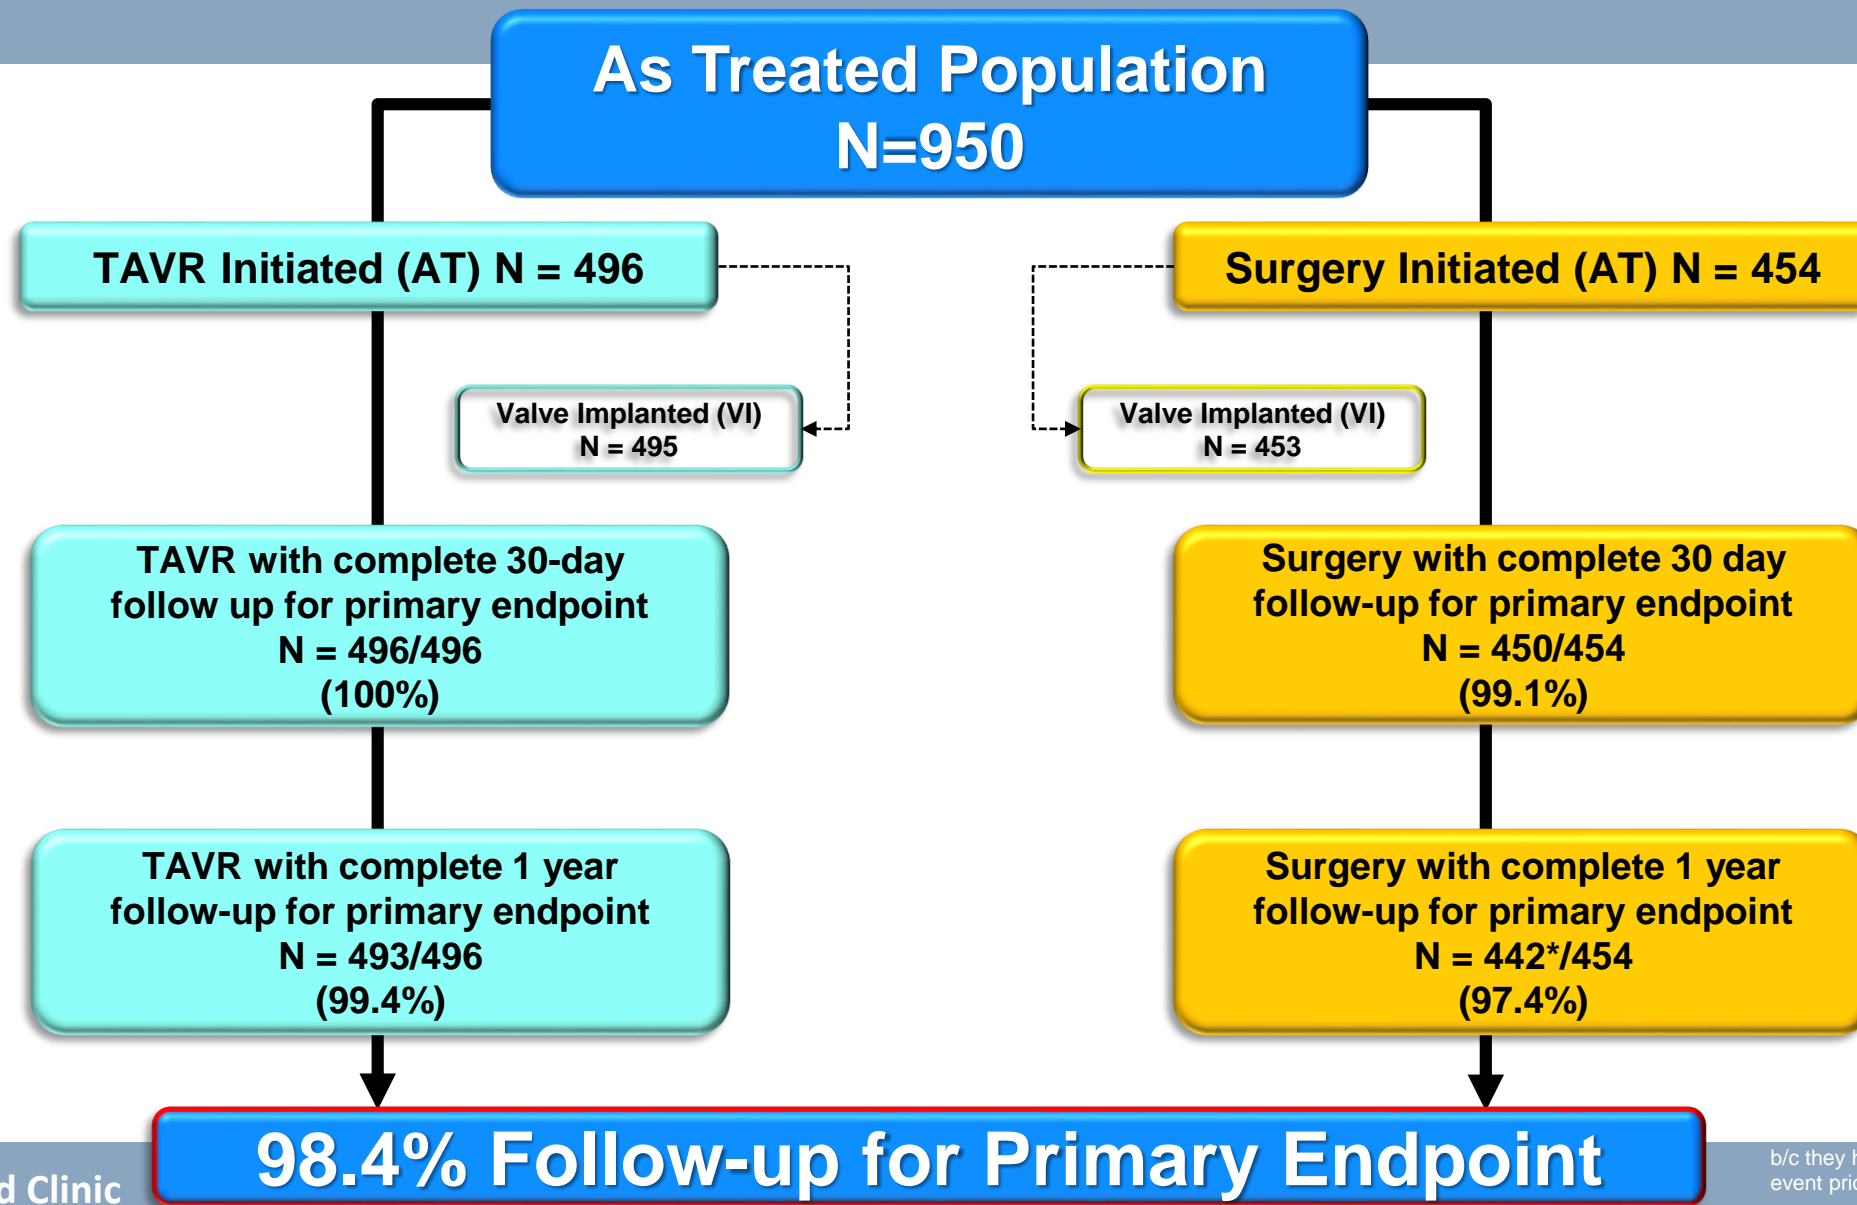 As Treated Population
N=950
TAVR Initiated (AT) N = 496
Surgery Initiated (AT) N = 454
Valve Implanted (VI)
N = 495
Valve Implanted (VI)
N = 453
TAVR with complete 30-day
follow up for primary endpoint
N = 496/496
(100%)
Surgery with complete 30 day
follow-up for primary endpoint
N = 450/454
(99.1%)
TAVR with complete 1 year
follow-up for primary endpoint
N = 493/496
(99.4%)
Surgery with complete 1 year
follow-up for primary endpoint
N = 442*/454
(97.4%)
98.4% Follow-up for Primary Endpoint
Clinic
b/c they
event